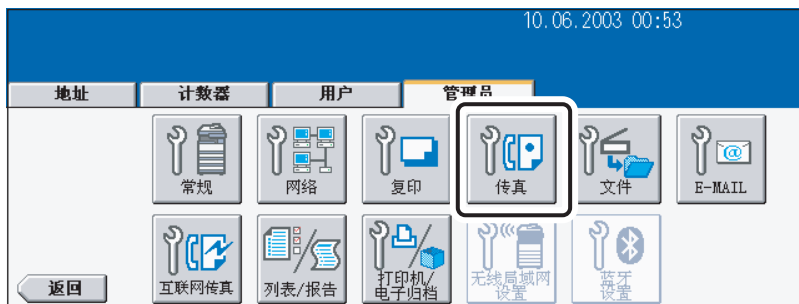 10.06.2003 00:53
地址 计数器 用户 管理员
常规 网络 复印 传真 文件 E-MAIL
互联网传真 列表/报告 打印机/
电子归档 无线局域网
设置 蓝牙
设置
返回